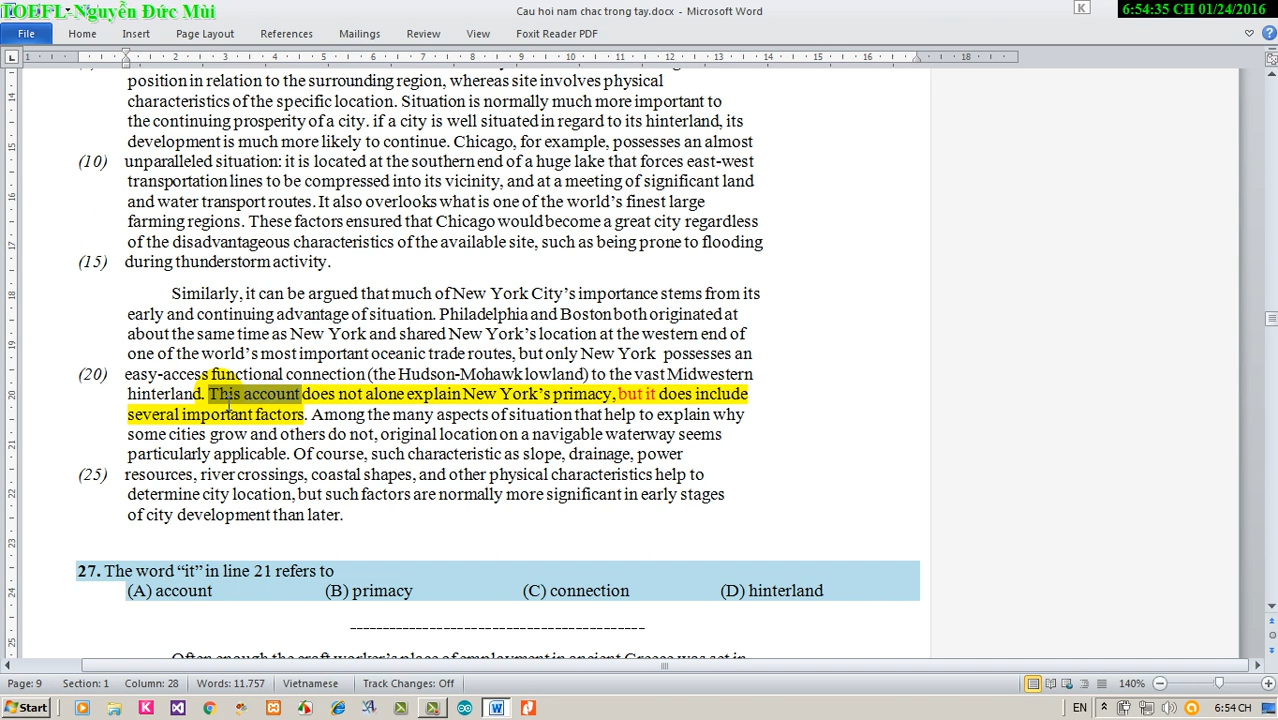 TOEFL-Nguyễn Đức Mùi
Cau hoi nam chac trong tay.docx - Microsoft Word
K
6:54:35 CH 01/24/2016
File Home Insert Page Layout References Mailings Review View Foxit Reader PDF
position in relation to the surrounding region, whereas site involves physical
characteristics of the specific location. Situation is normally much more important to
the continuing prosperity of a city. if a city is well situated in regard to its hinterland, its
development is much more likely to continue. Chicago, for example, possesses an almost
(10) unparalleled situation: it is located at the southern end of a huge lake that forces east-west
transportation lines to be compressed into its vicinity, and at a meeting of significant land
and water transport routes. It also overlooks what is one of the world's finest large
farming regions. These factors ensured that Chicago would become a great city regardless
of the disadvantageous characteristics of the available site, such as being prone to flooding
(15) during thunderstorm activity.
Similarly, it can be argued that much of New York City's importance stems from its
early and continuing advantage of situation. Philadelphia and Boston both originated at
about the same time as New York and shared New York's location at the western end of
one of the world's most important oceanic trade routes, but only New York possesses an
(20) easy-access functional connection (the Hudson-Mohawk lowland) to the vast Midwestern
hinterland. This account does not alone explain New York's primacy, but it does include
several important factors. Among the many aspects of situation that help to explain why
some cities grow and others do not, original location on a navigable waterway seems
particularly applicable. Of course, such characteristic as slope, drainage, power
(25) resources, river crossings, coastal shapes, and other physical characteristics help to
determine city location, but such factors are normally more significant in early stages
of city development than later.
27. The word "it" in line 21 refers to
(A) account (B) primacy (C) connection (D) hinterland
Often enough the craft worker's place of employment in ancient Greece was set in
Page: 9 Section: 1 Column: 28 Words: 11.757 Vietnamese Track Changes: Off 140%
Start EN 6:54 CH